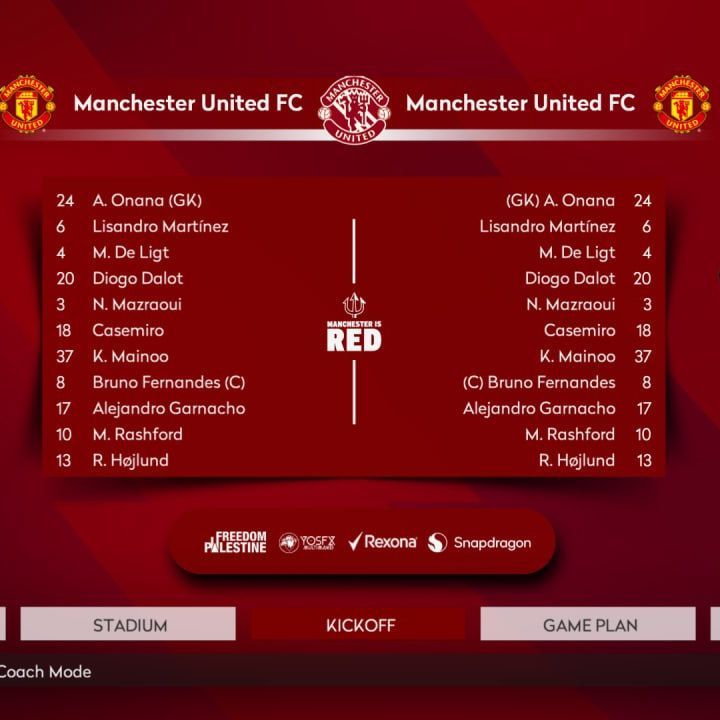 Manchester United FC
Manchester United FC
MANCHESTER
UNITED
MANCHESTER
UNITED
MANCHESTER
UNITED
24 A. Onana (GK)
6 Lisandro Martínez
4 M. De Ligt
20 Diogo Dalot
3 N. Mazraoui
18 Casemiro
37 K. Mainoo
8 Bruno Fernandes (C)
17 Alejandro Garnacho
10 M. Rashford
13 R. Højlund
MANCHESTER IS
RED
(GK) A. Onana 24
Lisandro Martínez 6
M. De Ligt 4
Diogo Dalot 20
N. Mazraoui 3
Casemiro 18
K. Mainoo 37
(C) Bruno Fernandes 8
Alejandro Garnacho 17
M. Rashford 10
R. Højlund 13
FREEDOM
PALESTINE
YOSFX
MULTIBAND
Rexona
Snapdragon
STADIUM
KICKOFF
GAME PLAN
Coach Mode